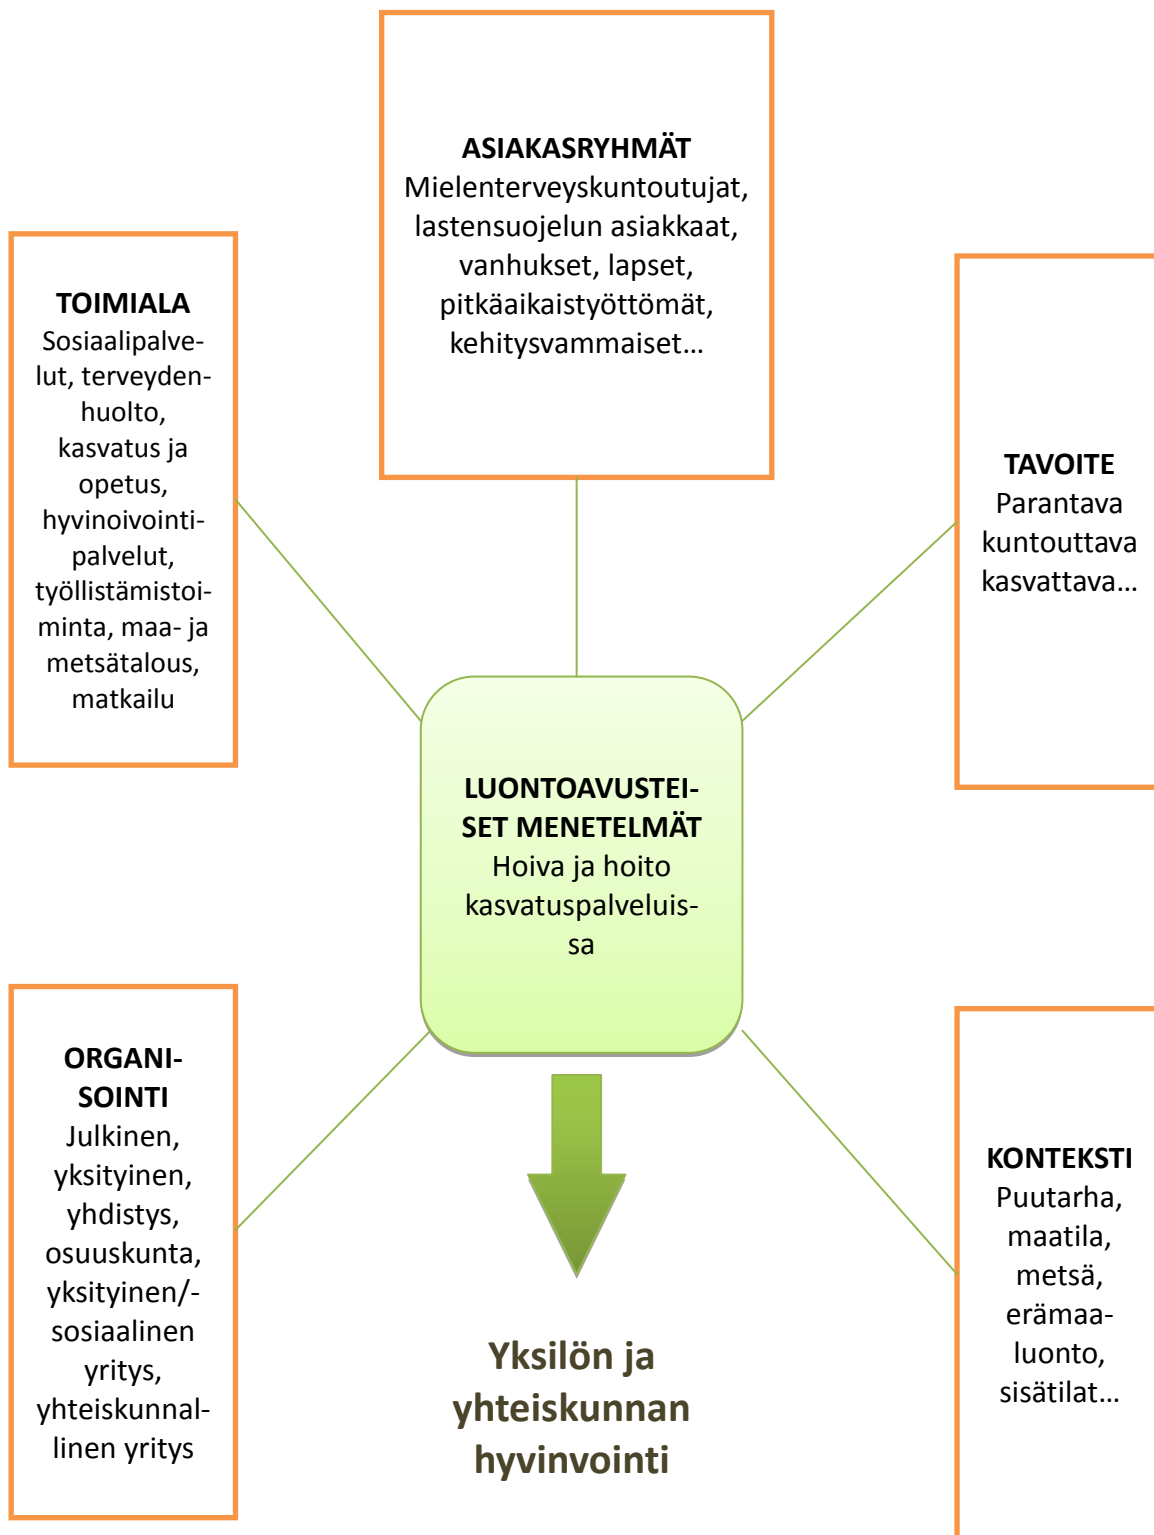 ASIAKASRYHMÄT
Mielenterveyskuntoutujat,
lastensuojelun asiakkaat,
vanhukset, lapset,
pitkäaikaistyöttömät,
kehitysvammaiset…
TOIMIALA
Sosiaalipalve-
lut, terveyden-
huolto,
kasvatus ja
opetus,
hyvinoivointi-
palvelut,
työllistämistoi-
minta, maa- ja
metsätalous,
matkailu
TAVOITE
Parantava
kuntouttava
kasvattava…
LUONTOAVUSTEI-
SET MENETELMÄT
Hoiva ja hoito
kasvatuspalveluis-
sa
ORGANI-
SOINTI
Julkinen,
yksityinen,
yhdistys,
osuuskunta,
yksityinen/-
sosiaalinen
yritys,
yhteiskunnal-
linen yritys
KONTEKSTI
Puutarha,
maatila,
metsä,
erämaa-
luonto,
sisätilat…
Yksilön ja
yhteiskunnan
hyvinvointi